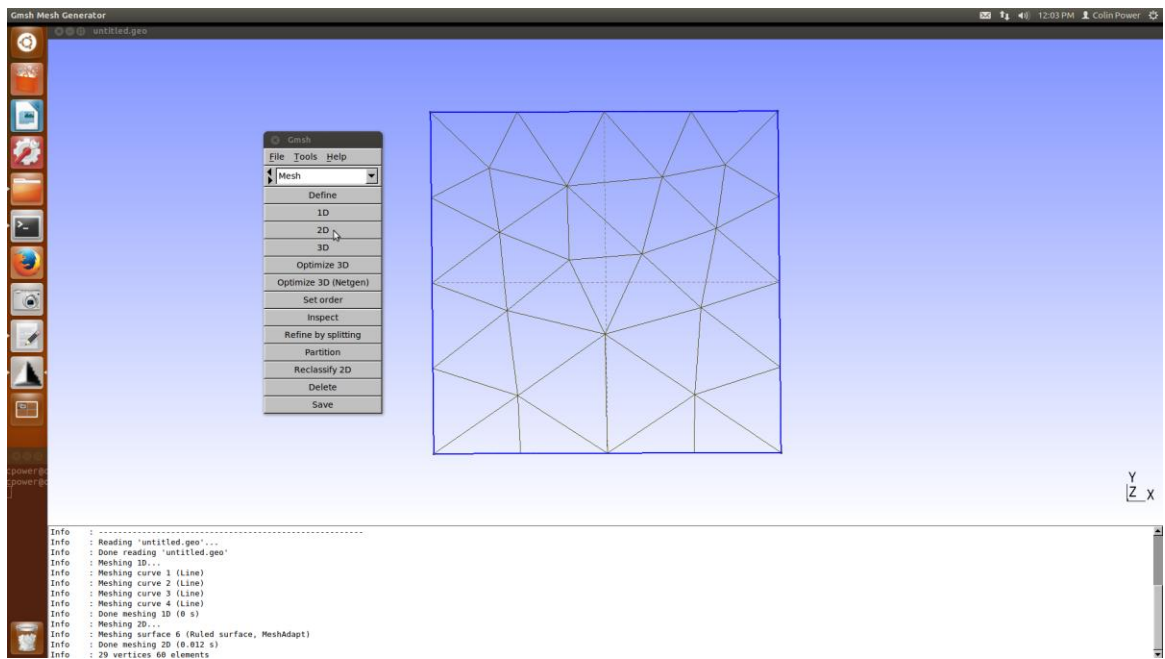 Gmsh Mesh Generator
12:03 PM Colin Power
untitled.geo
Gmsh
File Tools Help
Mesh
Define
1D
2D
3D
Optimize 3D
Optimize 3D (Netgen)
Set order
Inspect
Refine by splitting
Partition
Reclassify 2D
Delete
Save
cpower@
cpower@
Y
Z X
Info : -------------------------------------------------------
Info : Reading 'untitled.geo'...
Info : Done reading 'untitled.geo'
Info : Meshing 1D...
Info : Meshing curve 1 (Line)
Info : Meshing curve 2 (Line)
Info : Meshing curve 3 (Line)
Info : Meshing curve 4 (Line)
Info : Done meshing 1D (0 s)
Info : Meshing 2D...
Info : Meshing surface 6 (Ruled surface, MeshAdapt)
Info : Done meshing 2D (0.012 s)
Info : 29 vertices 60 elements